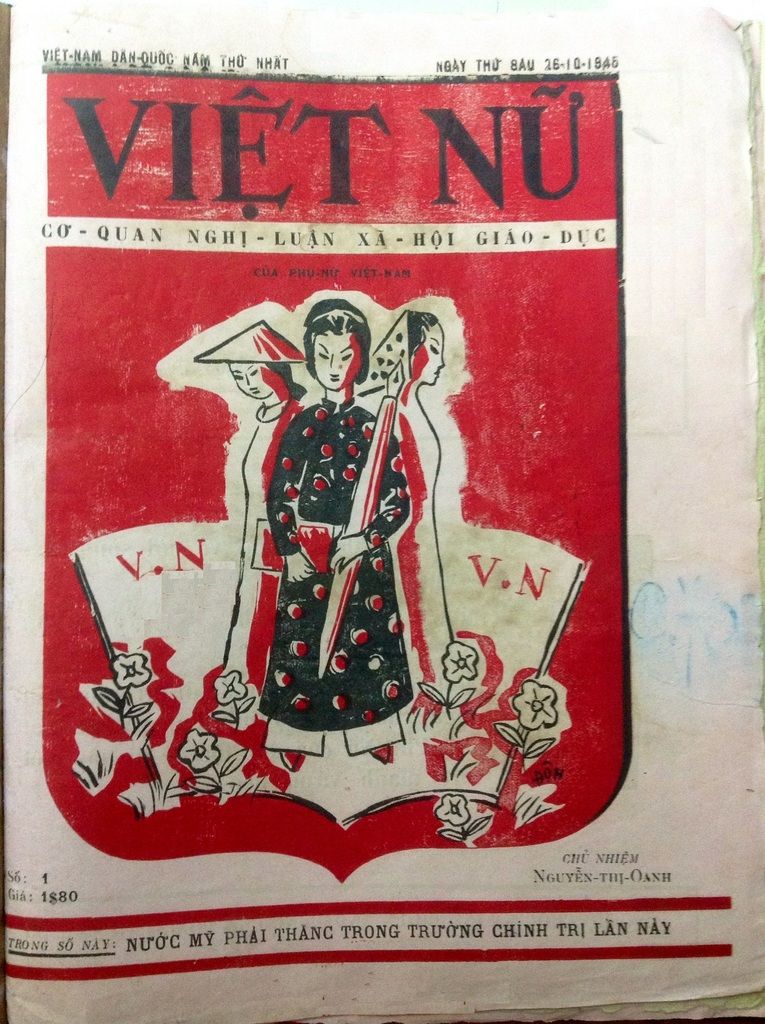 VIỆT-NAM DÂN-QUỐC NĂM THỨ NHẤT
NGÀY THỨ SÁU 26-10-1945
VIỆT NỮ
CƠ-QUAN NGHỊ-LUẬN XÃ-HỘI GIÁO-DỤC
CỦA PHỤ-NỮ VIỆT-NAM
V.N
V.N
ĐÔN
CHỦ NHIỆM
NGUYỄN-THỊ-OANH
Số: 1
Giá: 1$80
TRONG SỐ NÀY: NƯỚC MỸ PHẢI THẮNG TRONG TRƯỜNG CHÍNH TRỊ LẦN NÀY